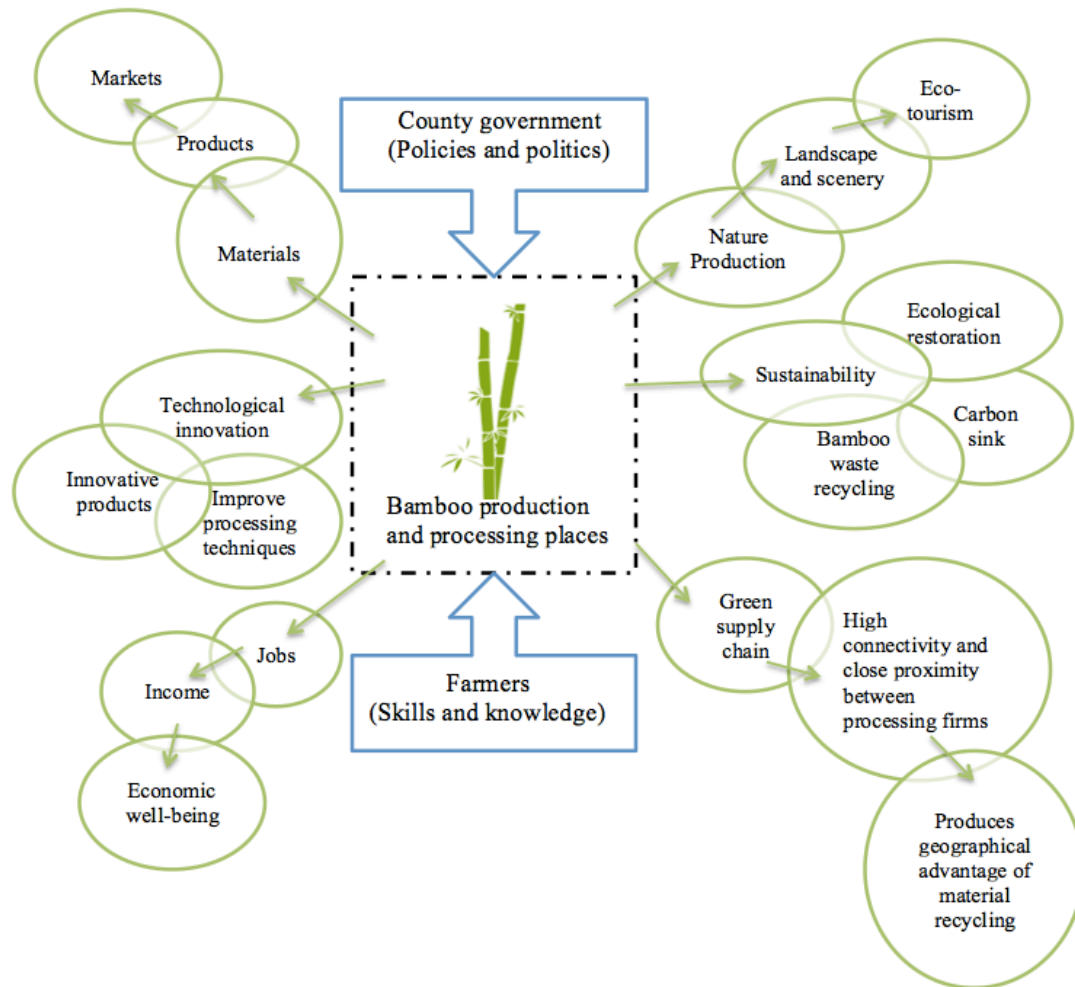 Markets
Products
Materials
County government
(Policies and politics)
Eco-
tourism
Landscape
and scenery
Nature
Production
Ecological
restoration
Sustainability
Carbon
sink
Bamboo
waste
recycling
Technological
innovation
Innovative
products
Improve
processing
techniques
Bamboo production
and processing places
Jobs
Income
Economic
well-being
Farmers
(Skills and knowledge)
Green
supply
chain
High
connectivity and
close proximity
between
processing firms
Produces
geographical
advantage of
material
recycling